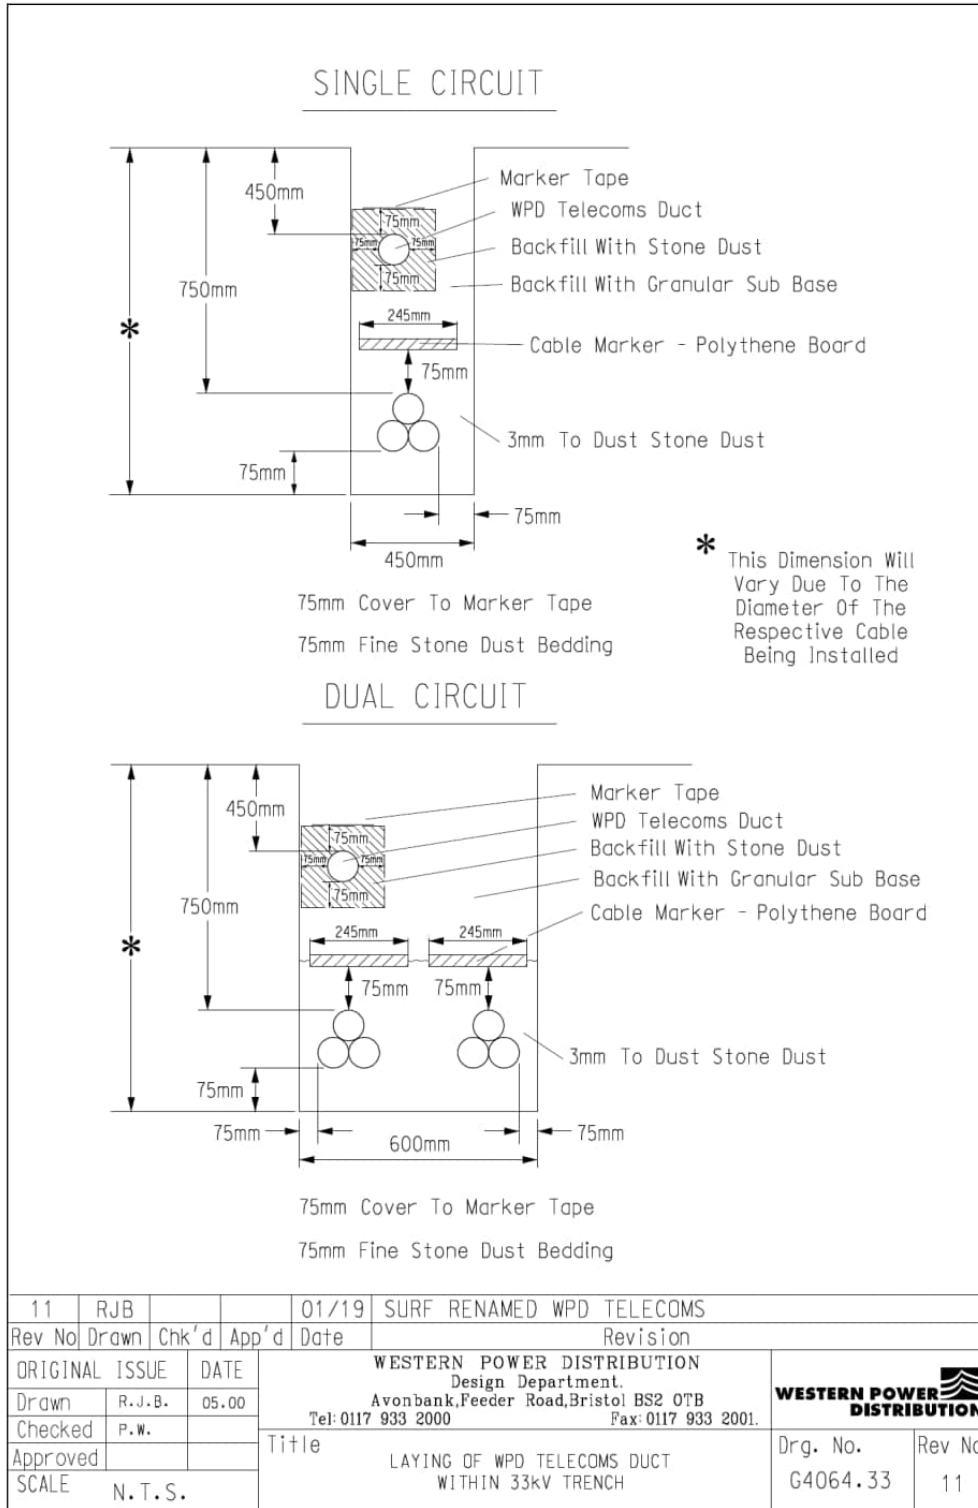 SINGLE CIRCUIT
450mm
Marker Tape
75mm
WPD Telecoms Duct
75mm
75mm
Backfill With Stone Dust
75mm
Backfill With Granular Sub Base
750mm
*
245mm
Cable Marker - Polythene Board
75mm
3mm To Dust Stone Dust
75mm
75mm
450mm
* This Dimension Will
Vary Due To The
Diameter Of The
Respective Cable
Being Installed
75mm Cover To Marker Tape
75mm Fine Stone Dust Bedding
DUAL CIRCUIT
450mm
Marker Tape
WPD Telecoms Duct
75mm
Backfill With Stone Dust
75mm
75mm
Backfill With Granular Sub Base
75mm
750mm
Cable Marker - Polythene Board
*
245mm
245mm
75mm
75mm
3mm To Dust Stone Dust
75mm
75mm
600mm
75mm
75mm Cover To Marker Tape
75mm Fine Stone Dust Bedding
11 RJB 01/19 SURF RENAMED WPD TELECOMS
Rev No Drawn Chk'd App'd Date Revision
ORIGINAL ISSUE DATE
Drawn R.J.B. 05.00
Checked P.W.
Approved
SCALE N.T.S.
WESTERN POWER DISTRIBUTION
Design Department.
Avonbank,Feeder Road,Bristol BS2 0TB
Tel: 0117 933 2000 Fax: 0117 933 2001.
Title
LAYING OF WPD TELECOMS DUCT
WITHIN 33kV TRENCH
WESTERN POWER
DISTRIBUTION
Drg. No. Rev No
G4064.33 11